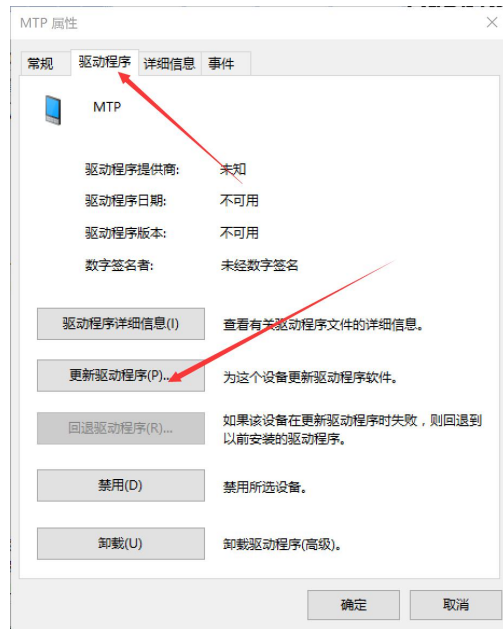 MTP 属性
常规 驱动程序 详细信息 事件
MTP
驱动程序提供商: 未知
驱动程序日期: 不可用
驱动程序版本: 不可用
数字签名者: 未经数字签名
驱动程序详细信息(I) 查看有关驱动程序文件的详细信息。
更新驱动程序(P)... 为这个设备更新驱动程序软件。
回退驱动程序(R)... 如果该设备在更新驱动程序时失败，则回退到
以前安装的驱动程序。
禁用(D) 禁用所选设备。
卸载(U) 卸载驱动程序(高级)。
确定 取消